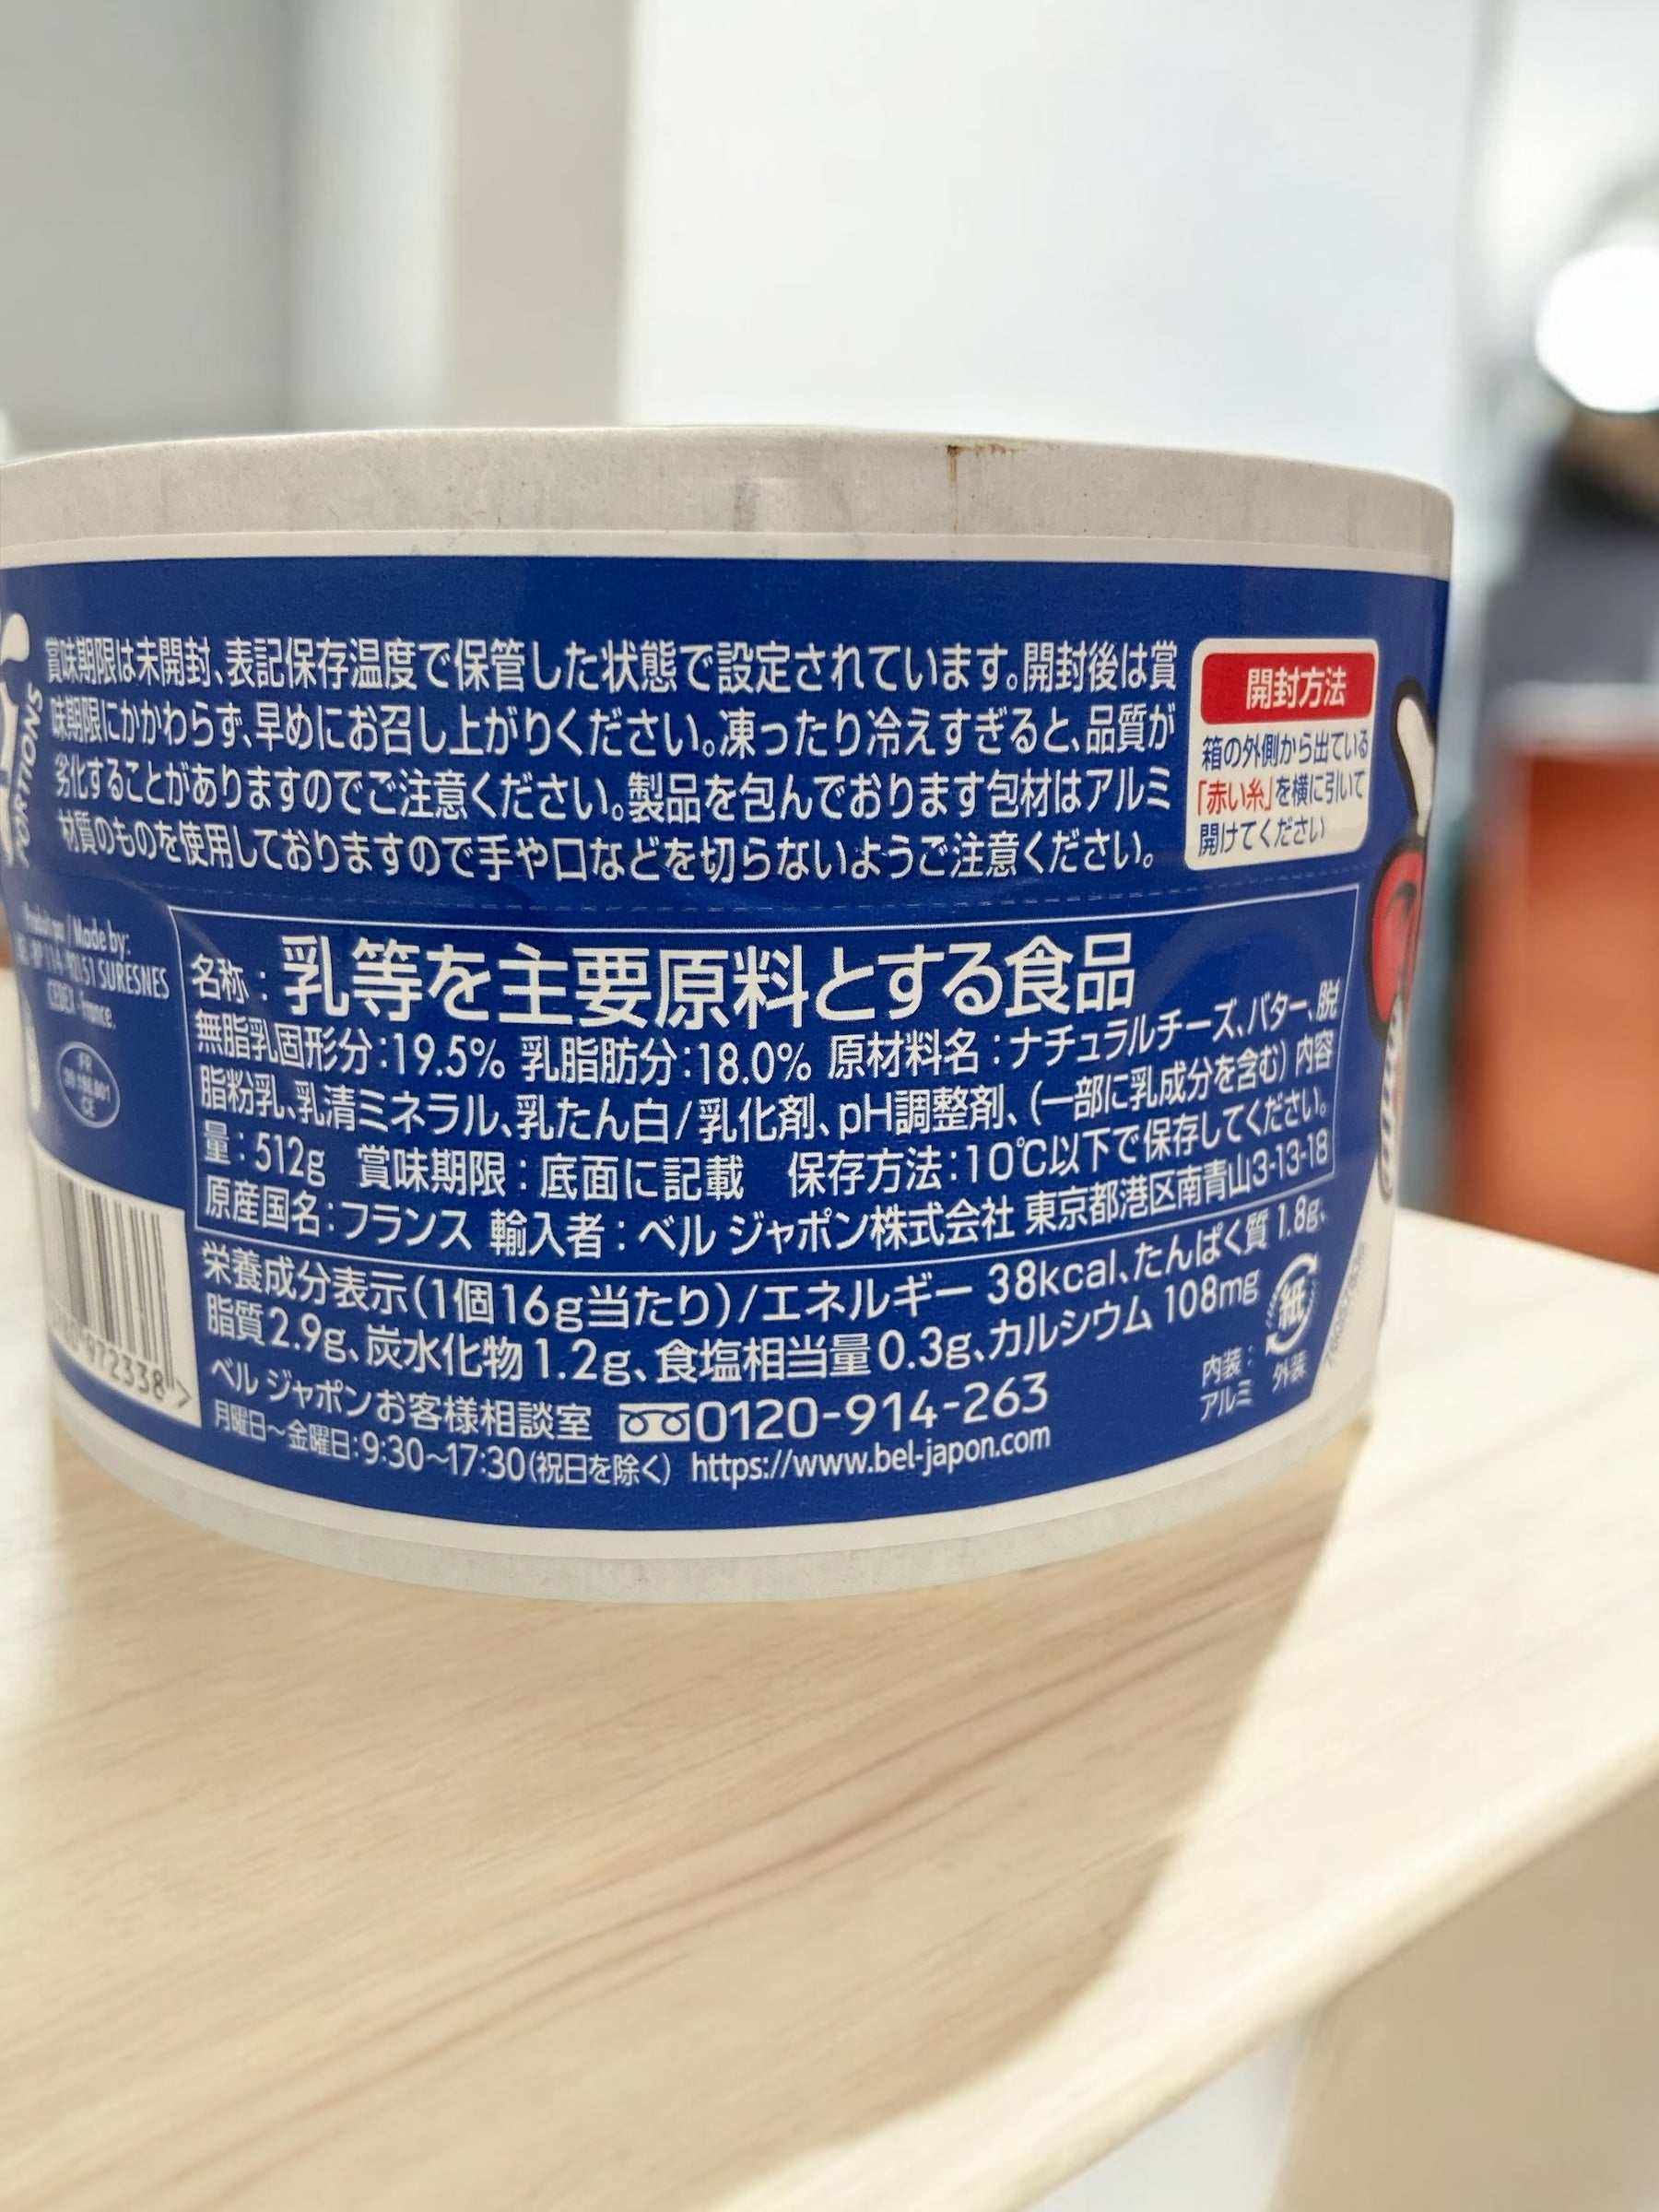 賞味期限は未開封、表記保存温度で保管した状態で設定されています。開封後は賞
味期限にかかわらず、早めにお召し上がりください。凍ったり冷えすぎると、品質が
劣化することがありますのでご注意ください。製品を包んでおります包材はアルミ
材質のものを使用しておりますので手や口などを切らないようご注意ください。
開封方法
箱の外側から出ている
「赤い糸」を横に引いて
開けてください
PORTIONS
Made by:
SURESNES
France.
FR
CE
名称:乳等を主要原料とする食品
無脂乳固形分:19.5% 乳脂肪分:18.0% 原材料名:ナチュラルチーズ、バター、脱
脂粉乳、乳清ミネラル、乳たん白/乳化剤、pH調整剤、(一部に乳成分を含む) 内容
量:512g 賞味期限:底面に記載 保存方法:10℃以下で保存してください。
原産国名:フランス 輸入者:ベル ジャポン株式会社 東京都港区南青山3-13-18
栄養成分表示(1個16g当たり)/エネルギー 38kcal、たんぱく質 1.8g、
脂質2.9g、炭水化物1.2g、食塩相当量0.3g、カルシウム 108mg
ベル ジャポンお客様相談室 0120-914-263
月曜日~金曜日:9:30~17:30(祝日を除く) https://www.bel-japon.com
内装:
アルミ
紙
外装
972338